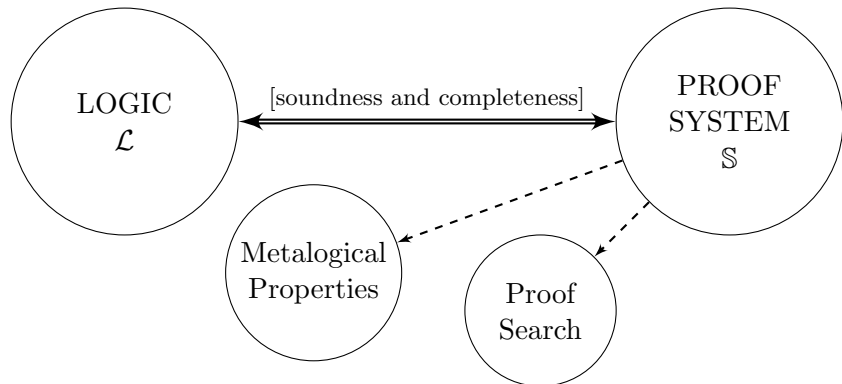 LOGIC
ℒ
[soundness and completeness]
PROOF
SYSTEM
𝕊
Metalogical
Properties
Proof
Search